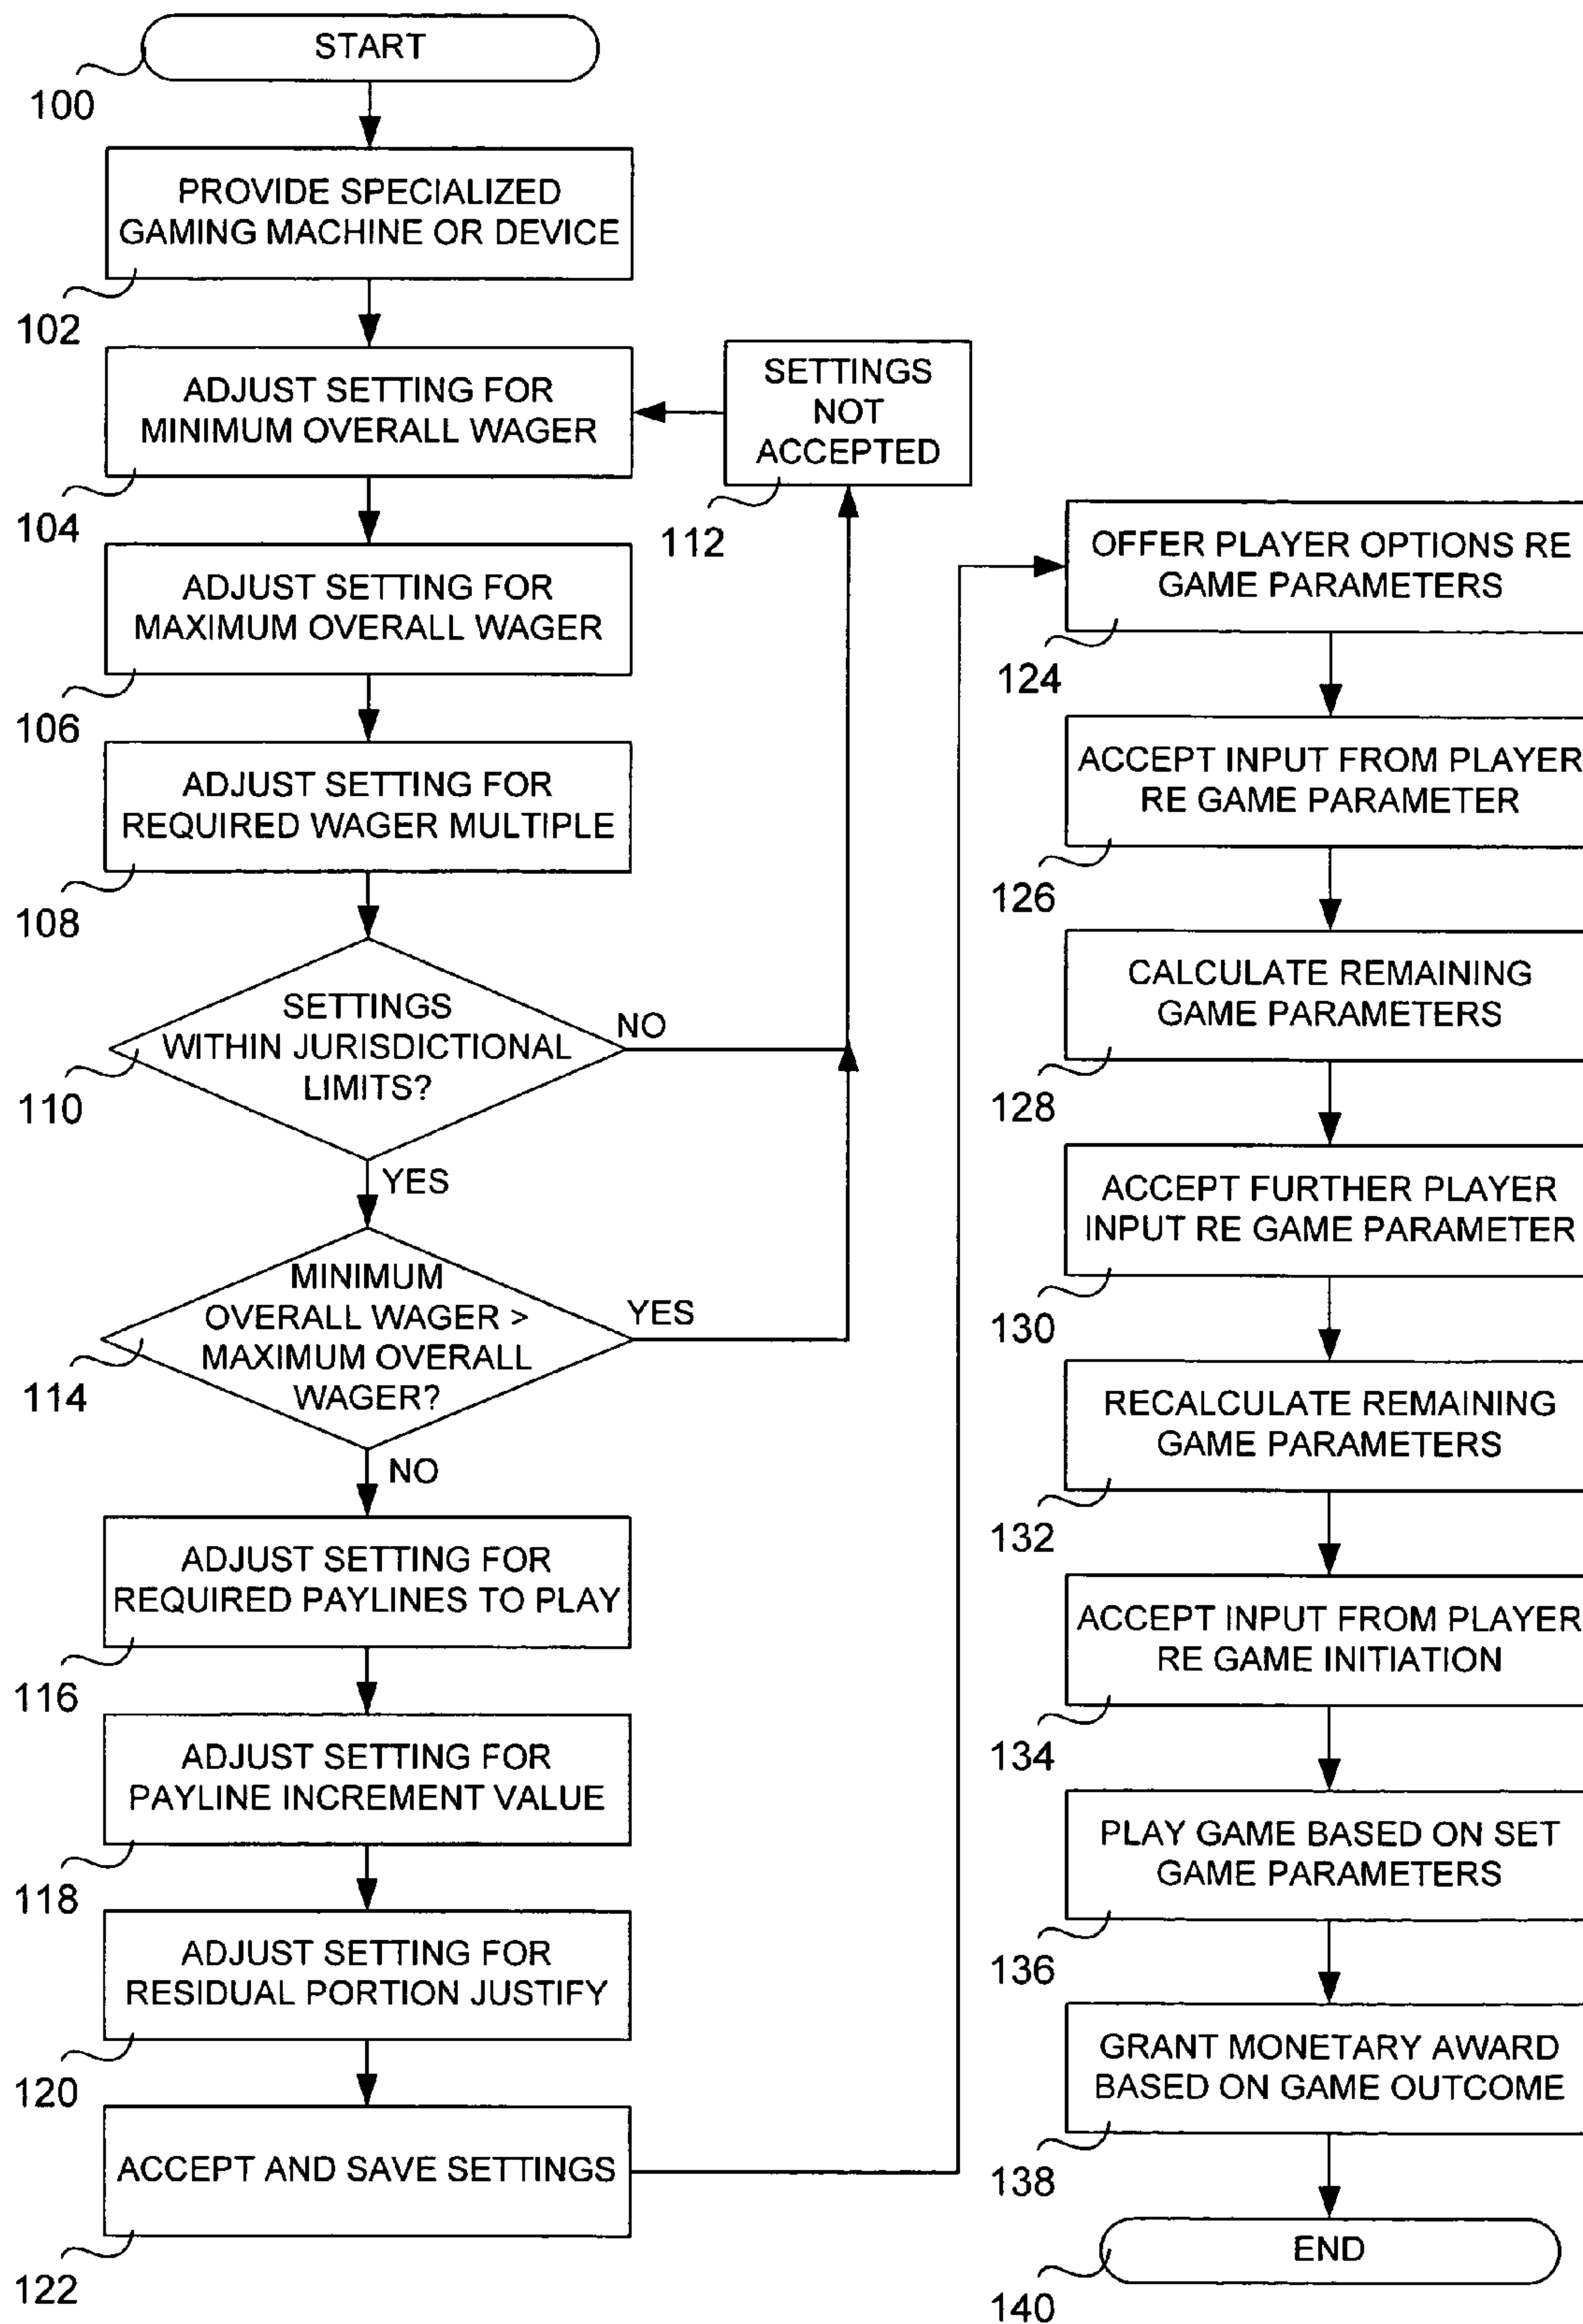 START
100
PROVIDE SPECIALIZED
GAMING MACHINE OR DEVICE
102
ADJUST SETTING FOR
MINIMUM OVERALL WAGER
104
SETTINGS
NOT
ACCEPTED
112
ADJUST SETTING FOR
MAXIMUM OVERALL WAGER
106
ADJUST SETTING FOR
REQUIRED WAGER MULTIPLE
108
SETTINGS
WITHIN JURISDICTIONAL
LIMITS?
NO
110
YES
MINIMUM
OVERALL WAGER >
MAXIMUM OVERALL
WAGER?
YES
114
NO
ADJUST SETTING FOR
REQUIRED PAYLINES TO PLAY
116
ADJUST SETTING FOR
PAYLINE INCREMENT VALUE
118
ADJUST SETTING FOR
RESIDUAL PORTION JUSTIFY
120
ACCEPT AND SAVE SETTINGS
122
OFFER PLAYER OPTIONS RE
GAME PARAMETERS
124
ACCEPT INPUT FROM PLAYER
RE GAME PARAMETER
126
CALCULATE REMAINING
GAME PARAMETERS
128
ACCEPT FURTHER PLAYER
INPUT RE GAME PARAMETER
130
RECALCULATE REMAINING
GAME PARAMETERS
132
ACCEPT INPUT FROM PLAYER
RE GAME INITIATION
134
PLAY GAME BASED ON SET
GAME PARAMETERS
136
GRANT MONETARY AWARD
BASED ON GAME OUTCOME
138
END
140